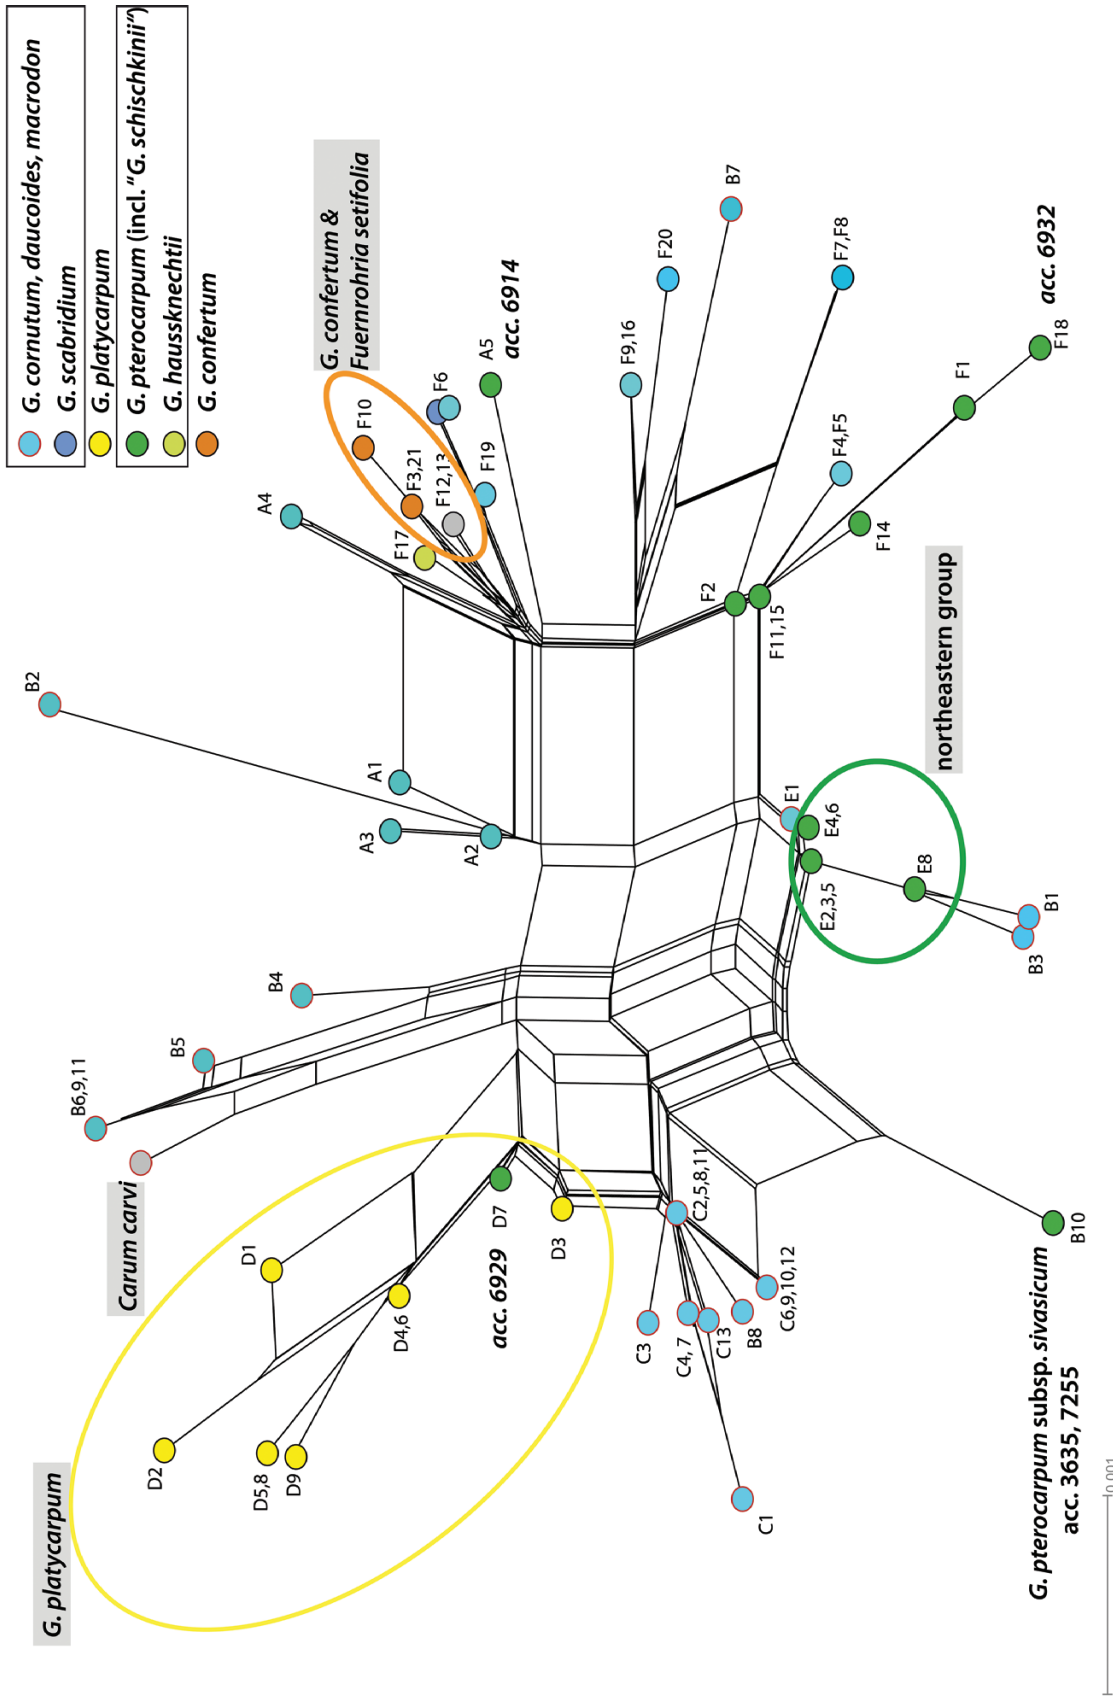 G. cornutum, daucoides, macrodon
G. scabridium
G. platycarpum
G. pterocarpum (incl. "G. schischkinii")
G. haussknechtii
G. confertum
G. confertum &
Fuernrohria setifolia
acc. 6914
acc. 6932
northeastern group
Carum carvi
G. platycarpum
acc. 6929
G. pterocarpum subsp. sivasicum
acc. 3635, 7255
B2
A4
F10
F6
A5
F3,21
F12,13
F19
F17
F20
B7
F9,16
F7,F8
F4,F5
F1
F18
F14
F2
F11,15
A1
A3
A2
E1
E4,6
E2,3,5
E8
B1
B3
B4
B5
B6,9,11
D1
D2
D4,6
D5,8
D9
D7
D3
C2,5,8,11
C3
C4, 7
C13
B8
C6,9,10,12
C1
B10
0.001